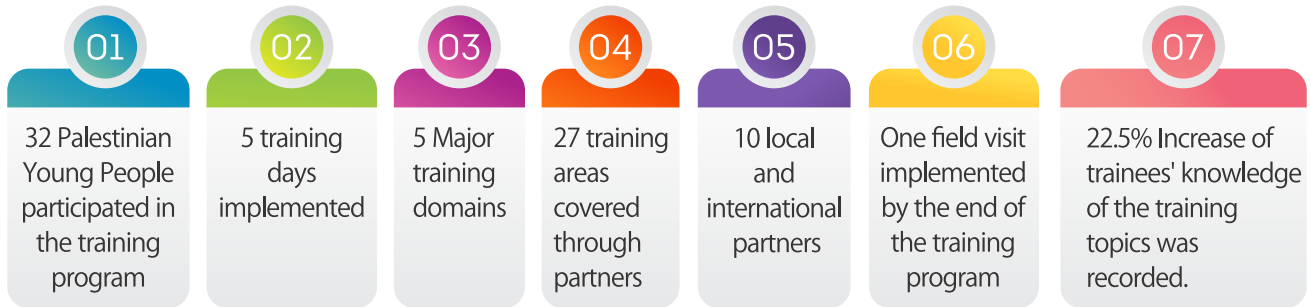 01
32 Palestinian
Young People
participated in
the training
program
02
5 training
days
implemented
03
5 Major
training
domains
04
27 training
areas
covered
through
partners
05
10 local
and
international
partners
06
One field visit
implemented
by the end of
the training
program
07
22.5% Increase of
trainees' knowledge
of the training
topics was
recorded.